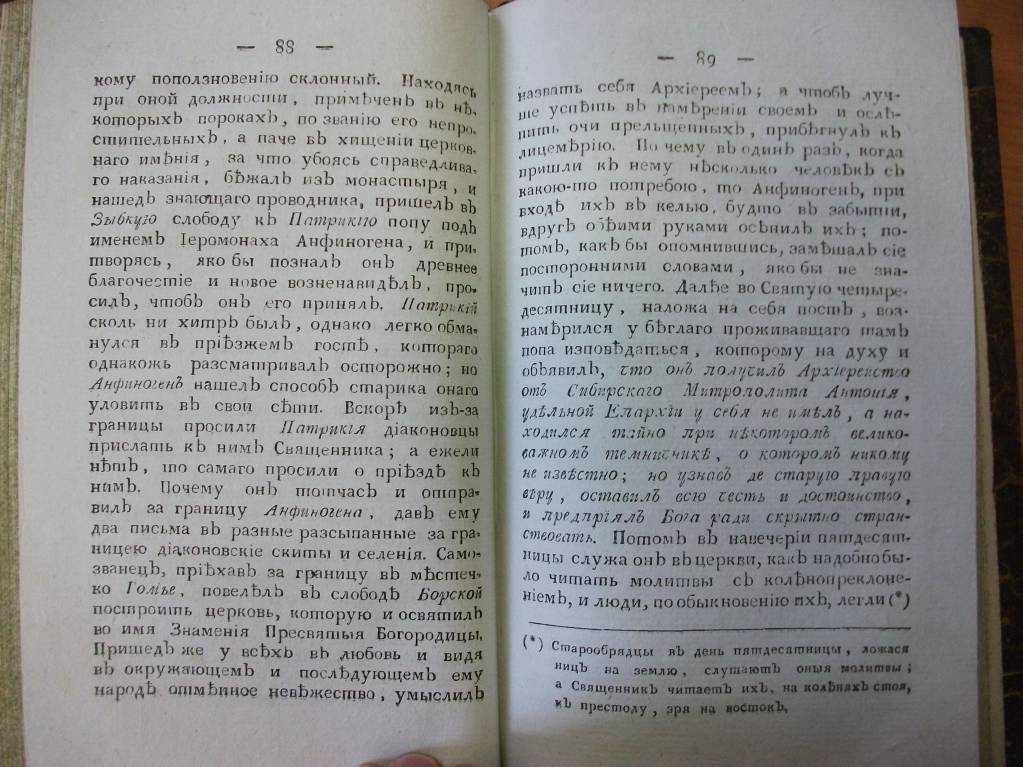 — 88 —
кому поползновенію склонный. Находясь
при оной должности, примѣченъ въ нѣ-
которыхъ порокахъ, по званію его непро-
стительныхъ, а паче въ хищеніи церков-
наго имѣнія, за что убоясь справедлива-
го наказанія, бѣжалъ изъ монастыря, и
нашедъ знающаго проводника, пришелъ въ
Зыбкую слободу къ Патрикію попу подъ
именемъ Іеромонаха Анфиногена, и при-
творясь, яко бы позналъ онъ древнее
благочестіе и новое возненавидѣлъ, про-
силъ, чтобъ онъ его принялъ. Патрикій
сколь ни хитръ былъ, однако легко обма-
нулся въ пріѣзжемъ гостѣ, котораго
однакожъ разсматривалъ осторожно; но
Анфиногенъ нашелъ способъ старика онаго
уловить въ свои сѣти. Вскорѣ изъ-за
границы просили Патрикія діаконовцы
прислать къ нимъ Священника; а ежели
нѣтъ, то самаго просили о пріѣздѣ къ
нимъ. Почему онъ тотчасъ и отпра-
вилъ за границу Анфиногена, давъ ему
два письма въ разные разсыпанные за гра-
ницею діаконовскіе скиты и селенія. Само-
званецъ, пріѣхавъ за границу въ мѣстеч-
ко Гомье, повелѣлъ въ слободѣ Борской
построить церковь, которую и освятилъ
во имя Знаменія Пресвятыя Богородицы.
Пришедъ же у всѣхъ въ любовь и видя
въ окружающемъ и послѣдующемъ ему
народѣ отмѣнное невѣжество, умыслилъ
— 89 —
назвать себя Архіереемъ; а чтобъ луч-
ше успѣть въ намѣреніи своемъ и ослѣ-
пить очи прельщенныхъ, прибѣгнулъ къ
лицемѣрію. По чему въ одинъ разъ, когда
пришли къ нему нѣсколько человѣкъ съ
какою-то потребою, то Анфиногенъ, при
входѣ ихъ въ келью, будто въ забытіи,
вдругъ обѣими руками осѣнилъ ихъ; по-
томъ, какъ бы опомнившись, замѣшалъ сіе
посторонними словами, яко бы не зна-
читъ сіе ничего. Далѣе во Святую четыре-
десятницу, наложа на себя постъ, воз-
намѣрился у бѣглаго проживавшаго тамъ
попа исповѣдаться, которому на духу и
объявилъ, что онъ получилъ Архіерейство
отъ Сибирскаго Митрополита Антонія,
удѣльной Епархіи у себя не имѣлъ, а на-
ходился тайно при нѣкоторомъ велико-
важномъ темничникѣ, о которомъ никому
не извѣстно; но узнавъ де старую правую
вѣру, оставилъ всю честь и достоинство,
и предпріялъ Бога ради скрытно стран-
ствовать. Потомъ въ навечеріи пятдесят-
ницы служа онъ въ церкви, какъ надобно бы-
ло читать молитвы съ колѣнопреклоне-
ніемъ, и люди, по обыкновенію ихъ, легли (*)
(*) Старообрядцы въ день пятдесятницы, ложася
ницъ на землю, слушаютъ оныя молитвы;
а Священникъ читаетъ ихъ, на колѣняхъ стоя,
къ престолу, зря на востокъ.